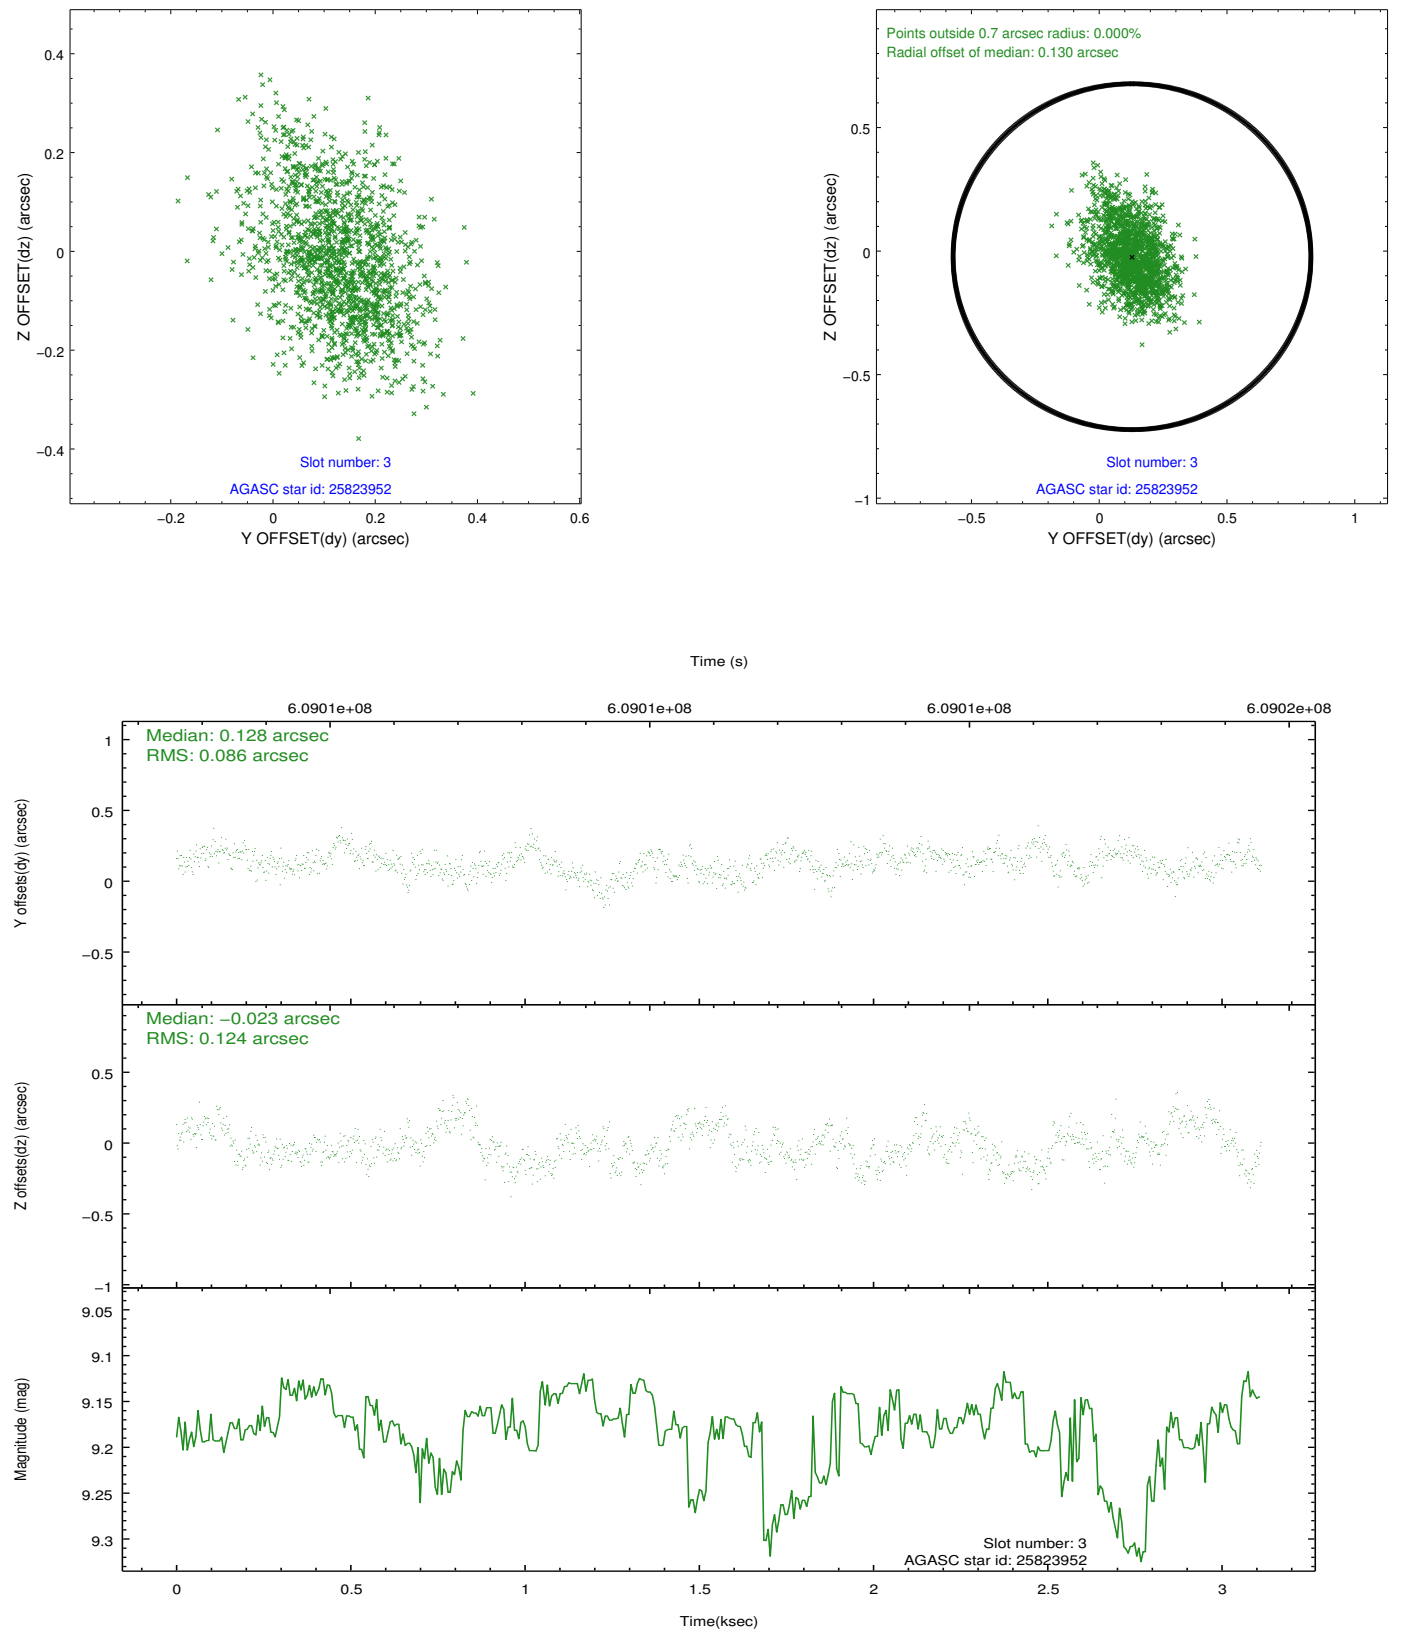 0.4
0.2
0
−0.2
−0.4
Z OFFSET(dz) (arcsec)
Slot number: 3
AGASC star id: 25823952
−0.2 0 0.2 0.4 0.6
Y OFFSET(dy) (arcsec)
Points outside 0.7 arcsec radius: 0.000%
Radial offset of median: 0.130 arcsec
0.5
0
−0.5
−1
Z OFFSET(dz) (arcsec)
Slot number: 3
AGASC star id: 25823952
−0.5 0 0.5 1
Y OFFSET(dy) (arcsec)
Time (s)
6.0901e+08 6.0901e+08 6.0901e+08 6.0902e+08
Median: 0.128 arcsec
RMS: 0.086 arcsec
1
0.5
0
−0.5
Y offsets(dy) (arcsec)
Median: −0.023 arcsec
RMS: 0.124 arcsec
0.5
0
−0.5
−1
Z offsets(dz) (arcsec)
9.05
9.1
9.15
9.2
9.25
9.3
Magnitude (mag)
Slot number: 3
AGASC star id: 25823952
0 0.5 1 1.5 2 2.5 3
Time(ksec)